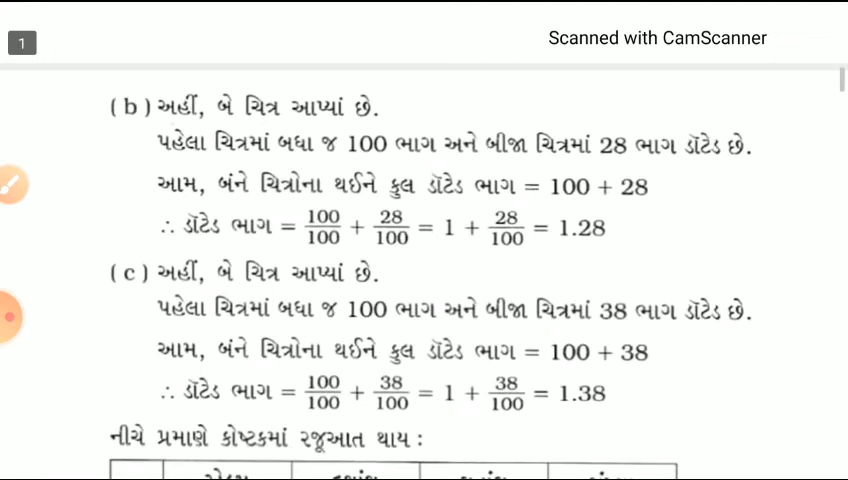 1
Scanned with CamScanner
(b) અહીં, બે ચિત્ર આપ્યાં છે.
પહેલા ચિત્રમાં બધા જ 100 ભાગ અને બીજા ચિત્રમાં 28 ભાગ ડૉટેડ છે.
આમ, બંને ચિત્રોના થઈને કુલ ડૉટેડ ભાગ = 100 + 28
∴ ડૉટેડ ભાગ = 100/100 + 28/100 = 1 + 28/100 = 1.28
(c) અહીં, બે ચિત્ર આપ્યાં છે.
પહેલા ચિત્રમાં બધા જ 100 ભાગ અને બીજા ચિત્રમાં 38 ભાગ ડૉટેડ છે.
આમ, બંને ચિત્રોના થઈને કુલ ડૉટેડ ભાગ = 100 + 38
∴ ડૉટેડ ભાગ = 100/100 + 38/100 = 1 + 38/100 = 1.38
નીચે પ્રમાણે કોષ્ટકમાં રજૂઆત થાય :